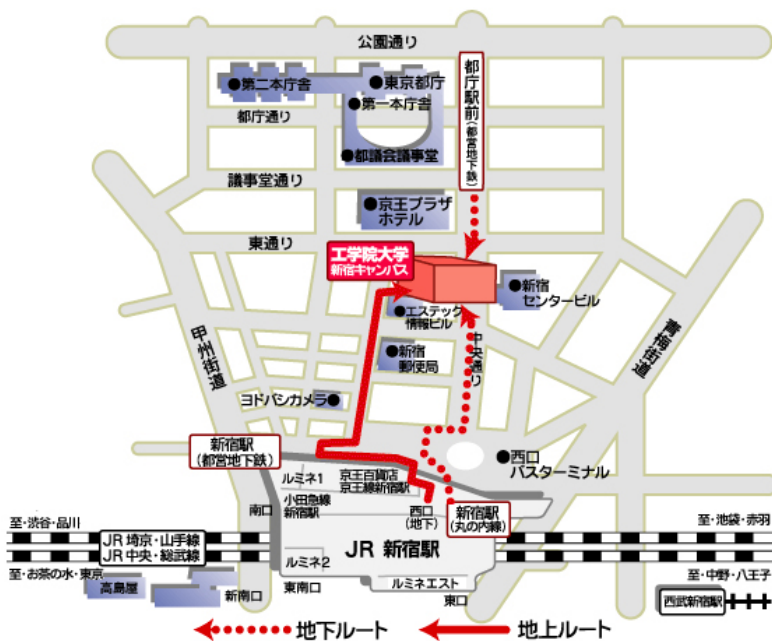 公園通り
●第二本庁舎
●東京都庁
●第一本庁舎
都庁通り
●都議会議事堂
都庁駅前(都営地下鉄)
議事堂通り
●京王プラザ
ホテル
東通り
工学院大学
新宿キャンパス
●新宿
センタービル
●エステック
情報ビル
中央通り
●新宿
郵便局
甲州街道
青梅街道
ヨドバシカメラ●
新宿駅
(都営地下鉄)
●西口
バスターミナル
ルミネ1
京王百貨店
京王線新宿駅
小田急線
新宿駅
南口
西口
(地下)
新宿駅
(丸の内線)
至・渋谷・品川
至・池袋・赤羽
JR 埼京・山手線
JR 中央・総武線
JR 新宿駅
至・お茶の水・東京
至・中野・八王子
ルミネ2
高島屋
新南口
東南口
ルミネエスト
東口
西武新宿駅
地下ルート
地上ルート